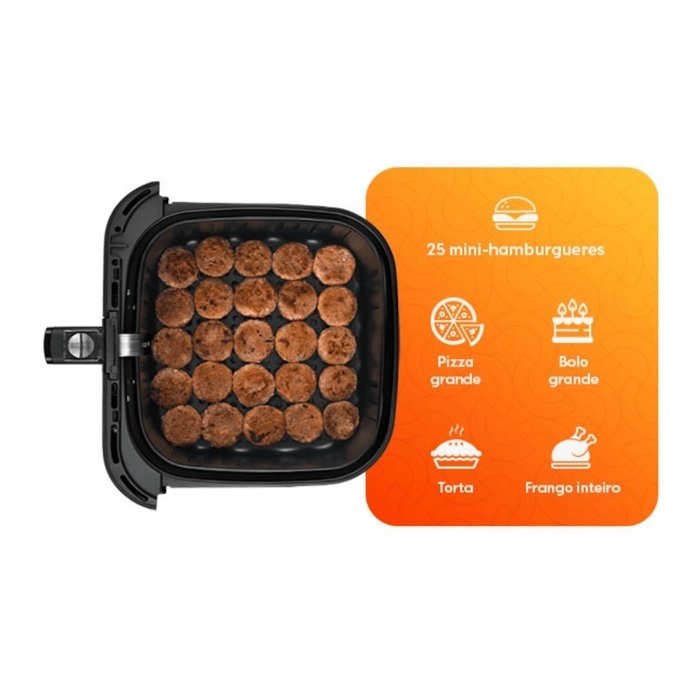 25 mini-hamburgueres
Pizza
grande
Bolo
grande
Torta
Frango inteiro